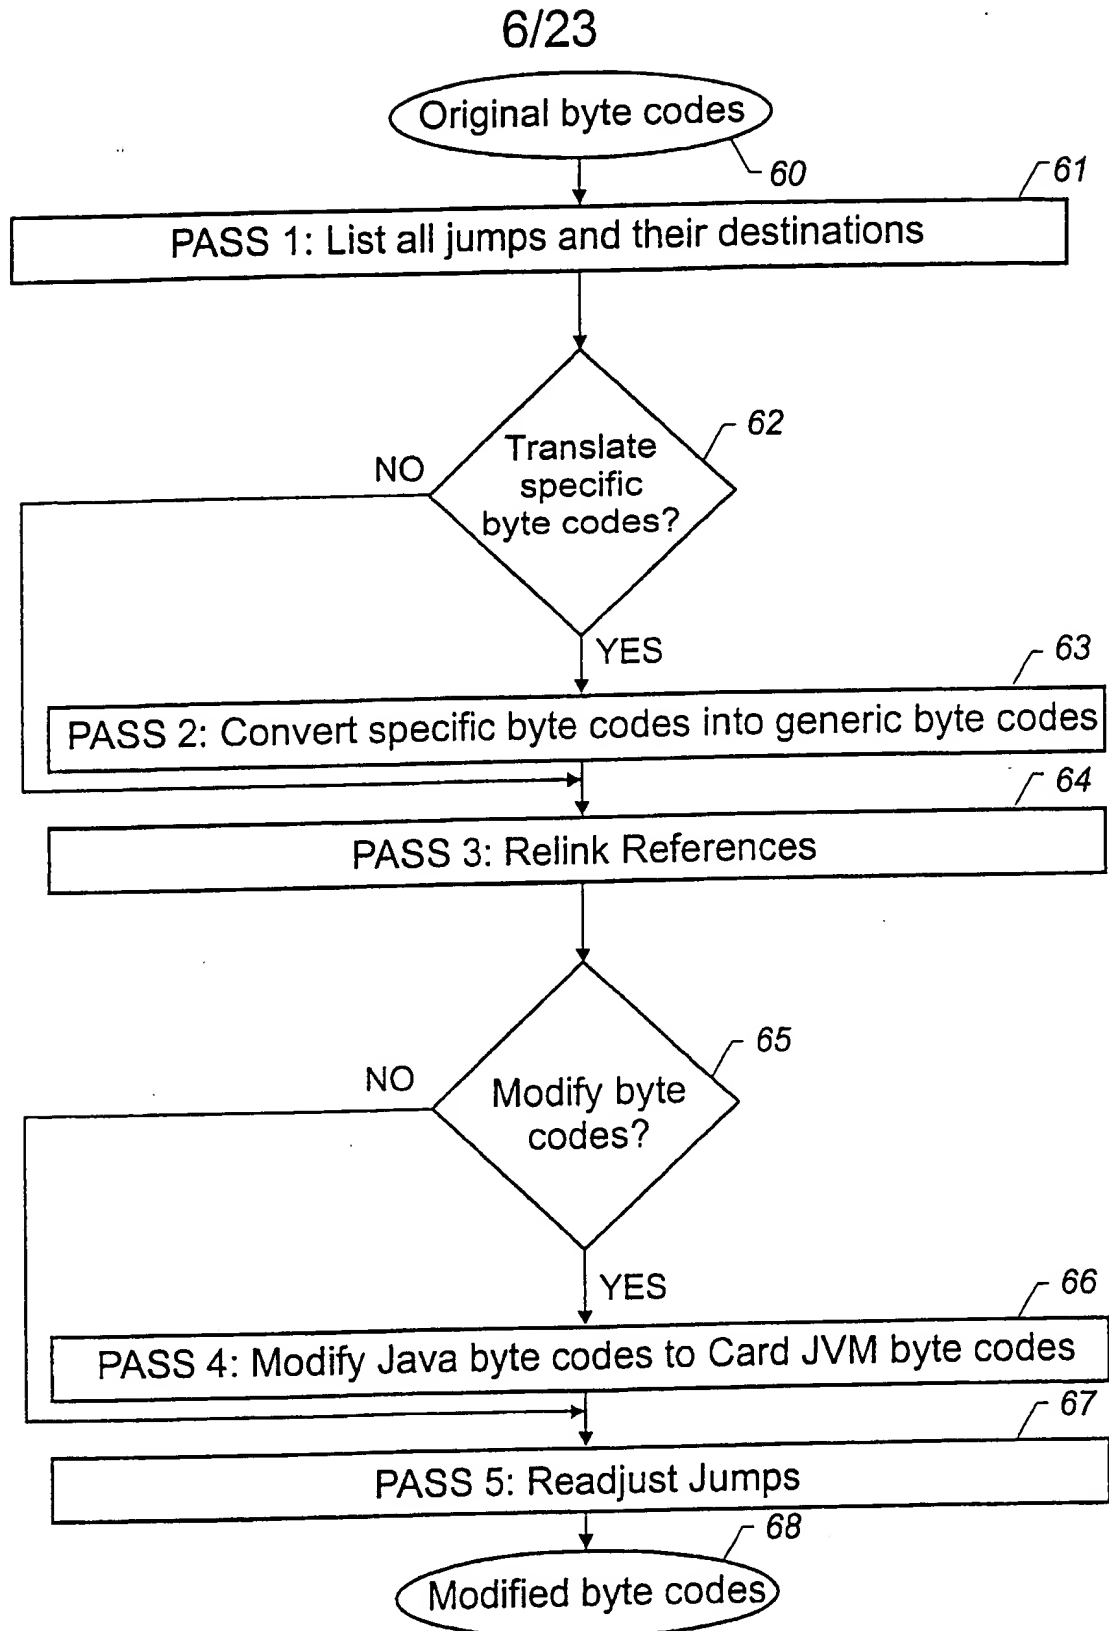 6/23
Original byte codes
60
61
PASS 1: List all jumps and their destinations
62
Translate
specific
byte codes?
NO
YES
63
PASS 2: Convert specific byte codes into generic byte codes
64
PASS 3: Relink References
65
NO
Modify byte
codes?
YES
66
PASS 4: Modify Java byte codes to Card JVM byte codes
67
PASS 5: Readjust Jumps
68
Modified byte codes